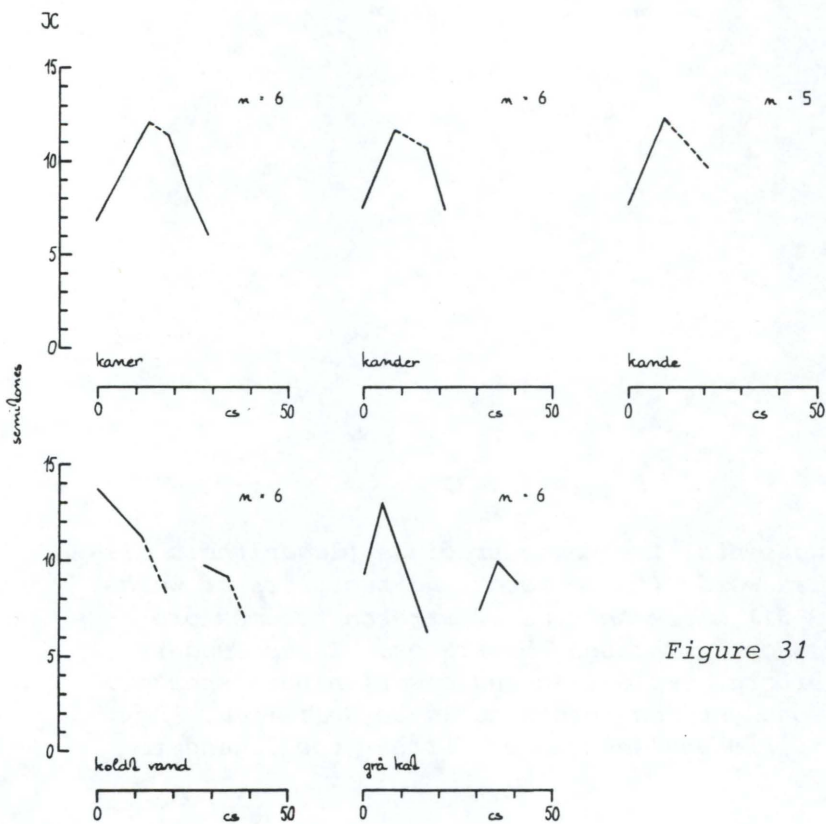 JC
15
10
5
0
semitones
n = 6
n = 6
n = 5
kaner
kander
kande
0 cs 50
0 cs 50
0 cs 50
15
10
5
0
n = 6
n = 6
Figure 31
koldt vand
grå kat
0 cs 50
0 cs 50